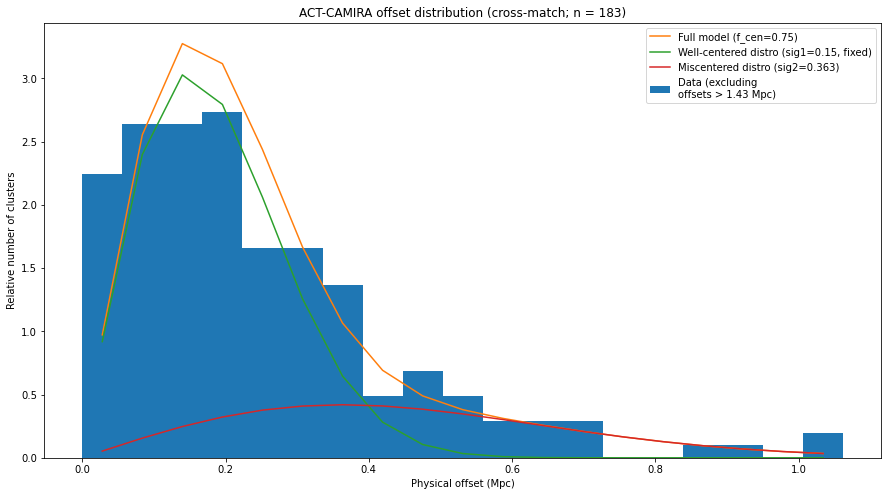 ACT-CAMIRA offset distribution (cross-match; n = 183)
Full model (f_cen=0.75)
Well-centered distro (sig1=0.15, fixed)
Miscentered distro (sig2=0.363)
Data (excluding
offsets > 1.43 Mpc)
Relative number of clusters
3.0
2.5
2.0
1.5
1.0
0.5
0.0
0.0 0.2 0.4 0.6 0.8 1.0
Physical offset (Mpc)